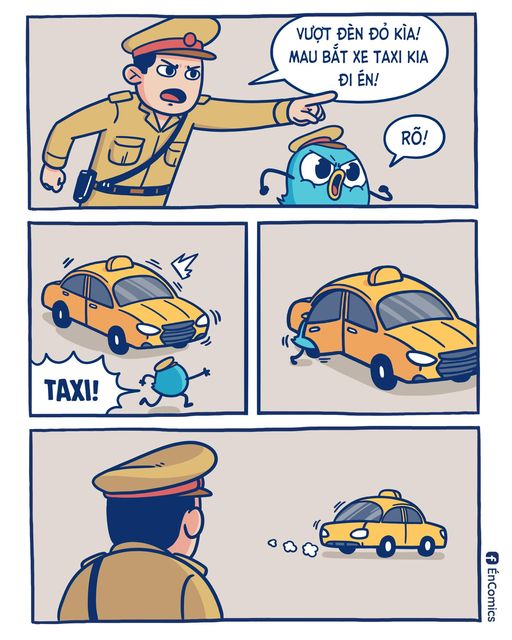 VƯỢT ĐÈN ĐỎ KÌA!
MAU BẮT XE TAXI KIA
ĐI ÉN!
RÕ!
TAXI!
ÉnComics